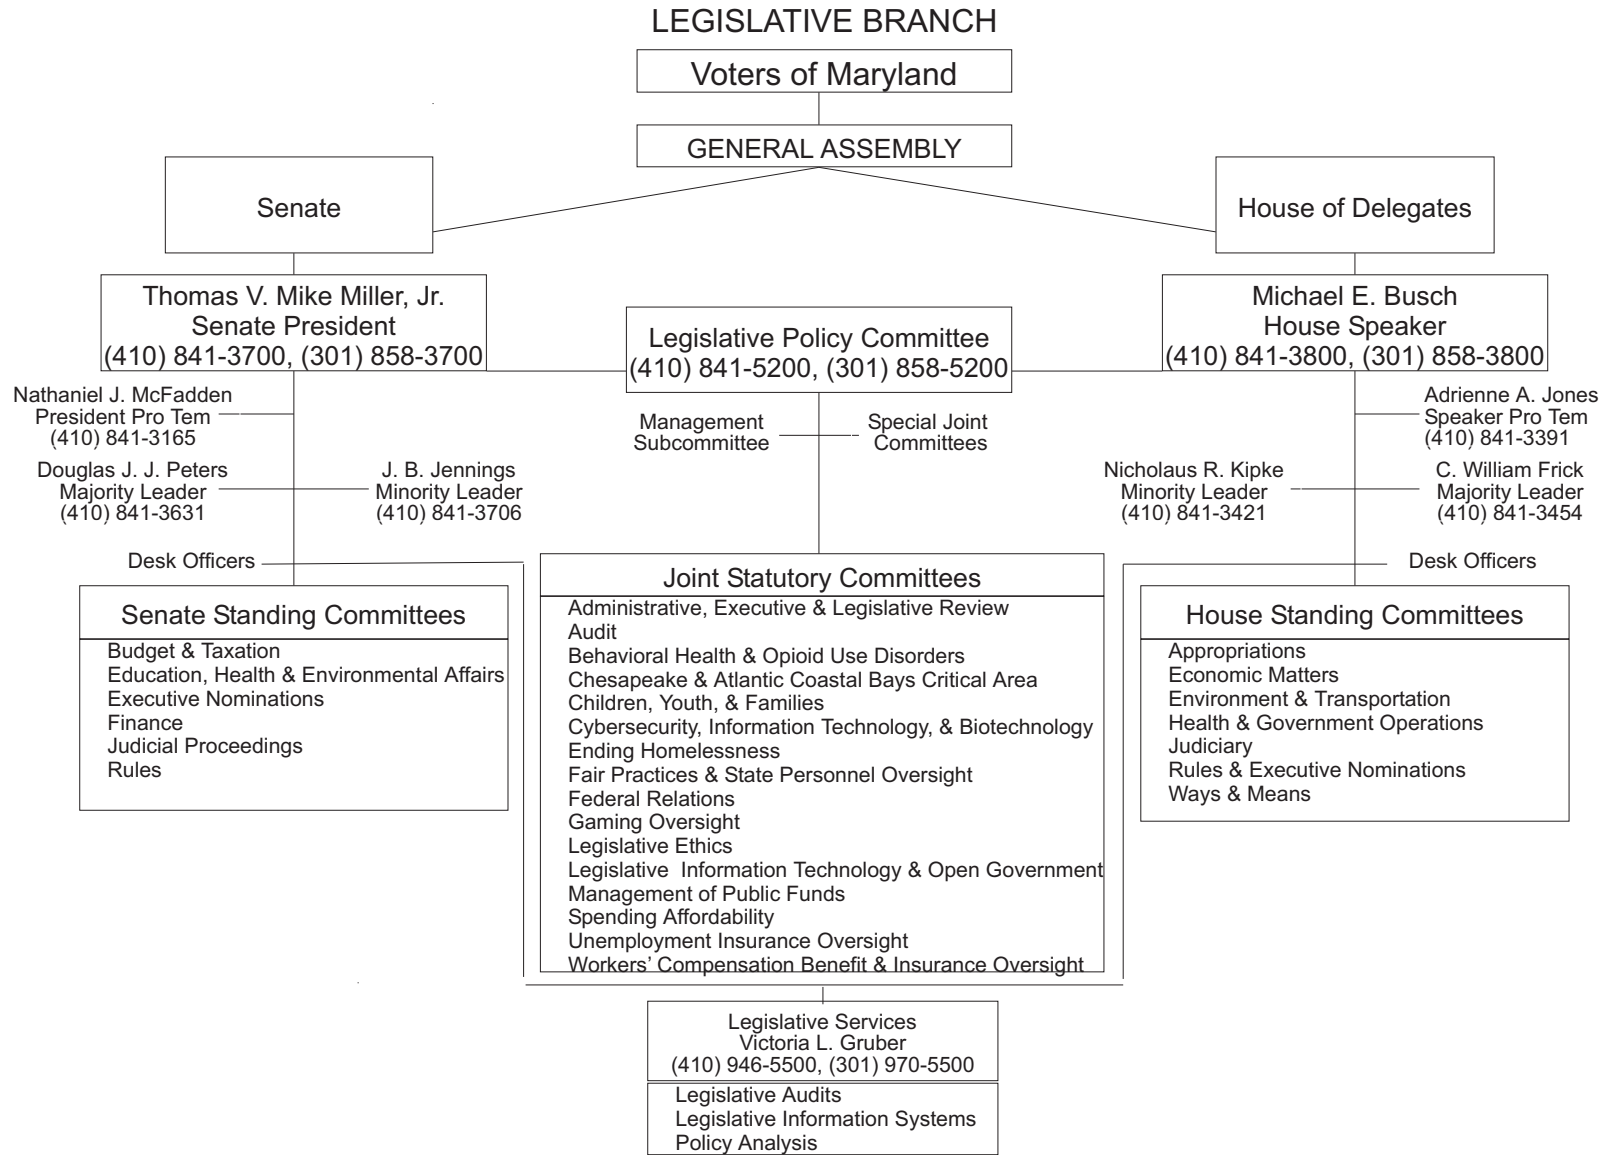 LEGISLATIVE BRANCH
Voters of Maryland
GENERAL ASSEMBLY
Senate
House of Delegates
Thomas V. Mike Miller, Jr.
Senate President
(410) 841-3700, (301) 858-3700
Legislative Policy Committee
(410) 841-5200, (301) 858-5200
Michael E. Busch
House Speaker
(410) 841-3800, (301) 858-3800
Nathaniel J. McFadden
President Pro Tem
(410) 841-3165
Douglas J. J. Peters
Majority Leader
(410) 841-3631
J. B. Jennings
Minority Leader
(410) 841-3706
Management
Subcommittee
Special Joint
Committees
Adrienne A. Jones
Speaker Pro Tem
(410) 841-3391
Nicholaus R. Kipke
Minority Leader
(410) 841-3421
C. William Frick
Majority Leader
(410) 841-3454
Desk Officers
Desk Officers
Senate Standing Committees
Budget & Taxation
Education, Health & Environmental Affairs
Executive Nominations
Finance
Judicial Proceedings
Rules
Joint Statutory Committees
Administrative, Executive & Legislative Review
Audit
Behavioral Health & Opioid Use Disorders
Chesapeake & Atlantic Coastal Bays Critical Area
Children, Youth, & Families
Cybersecurity, Information Technology, & Biotechnology
Ending Homelessness
Fair Practices & State Personnel Oversight
Federal Relations
Gaming Oversight
Legislative Ethics
Legislative  Information Technology & Open Government
Management of Public Funds
Spending Affordability
Unemployment Insurance Oversight
Workers’ Compensation Benefit & Insurance Oversight
House Standing Committees
Appropriations
Economic Matters
Environment & Transportation
Health & Government Operations
Judiciary
Rules & Executive Nominations
Ways & Means
Legislative Services
Victoria L. Gruber
(410) 946-5500, (301) 970-5500
Legislative Audits
Legislative Information Systems
Policy Analysis